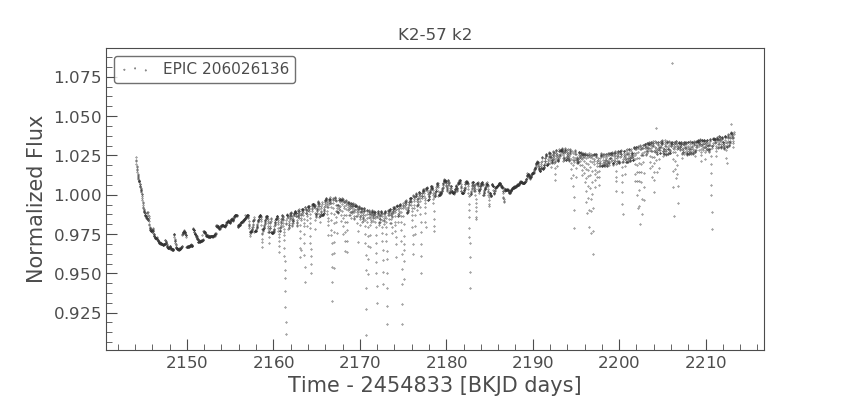 K2-57 k2
EPIC 206026136
Normalized Flux
1.075
1.050
1.025
1.000
0.975
0.950
0.925
2150 2160 2170 2180 2190 2200 2210
Time - 2454833 [BKJD days]